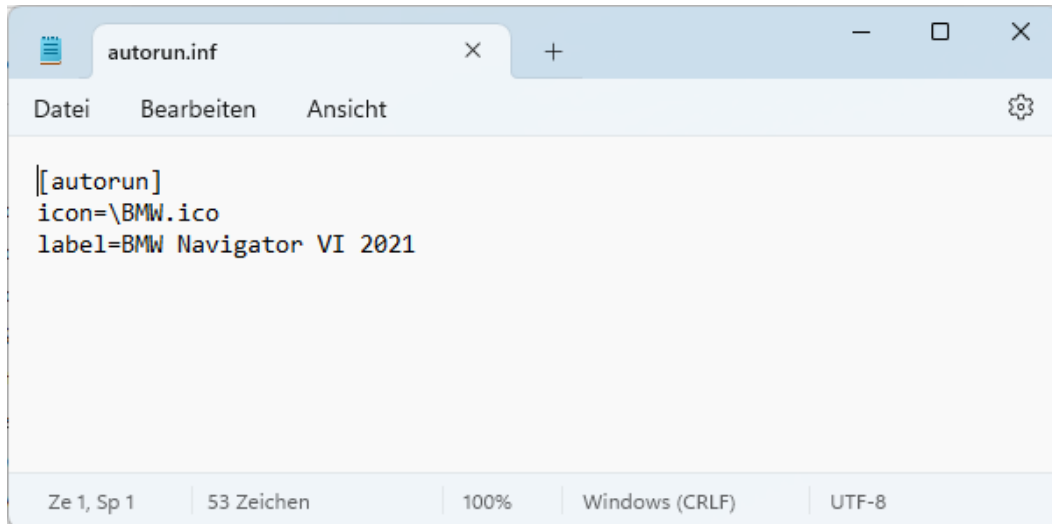 autorun.inf
Datei Bearbeiten Ansicht
[autorun]
icon=\BMW.ico
label=BMW Navigator VI 2021
Ze 1, Sp 1 53 Zeichen 100% Windows (CRLF) UTF-8